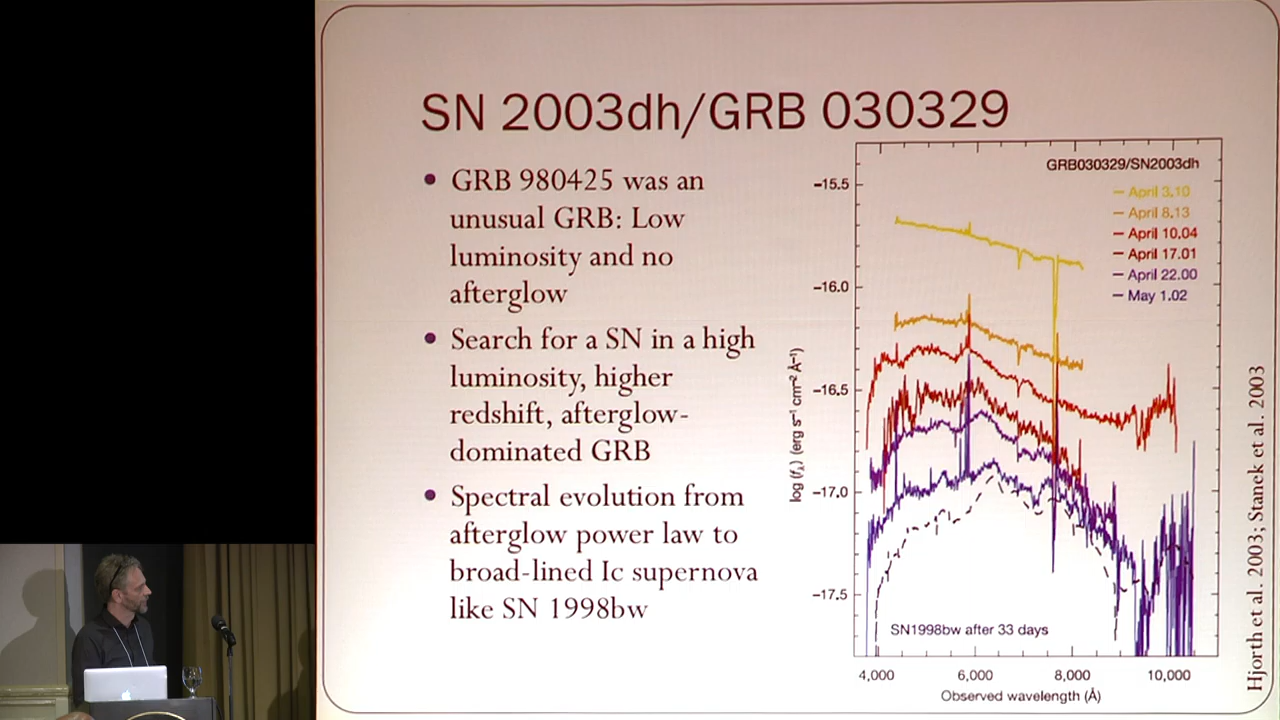 SN 2003dh/GRB 030329
• GRB 980425 was an
unusual GRB: Low
luminosity and no
afterglow
• Search for a SN in a high
luminosity, higher
redshift, afterglow-
dominated GRB
• Spectral evolution from
afterglow power law to
broad-lined Ic supernova
like SN 1998bw
GRB030329/SN2003dh
April 3.10
April 8.13
April 10.04
April 17.01
April 22.00
May 1.02
−15.5
−16.0
−16.5
−17.0
−17.5
log (fλ) (erg s⁻¹ cm⁻² Å⁻¹)
SN1998bw after 33 days
4,000 6,000 8,000 10,000
Observed wavelength (Å)
Hjorth et al. 2003; Stanek et al. 2003